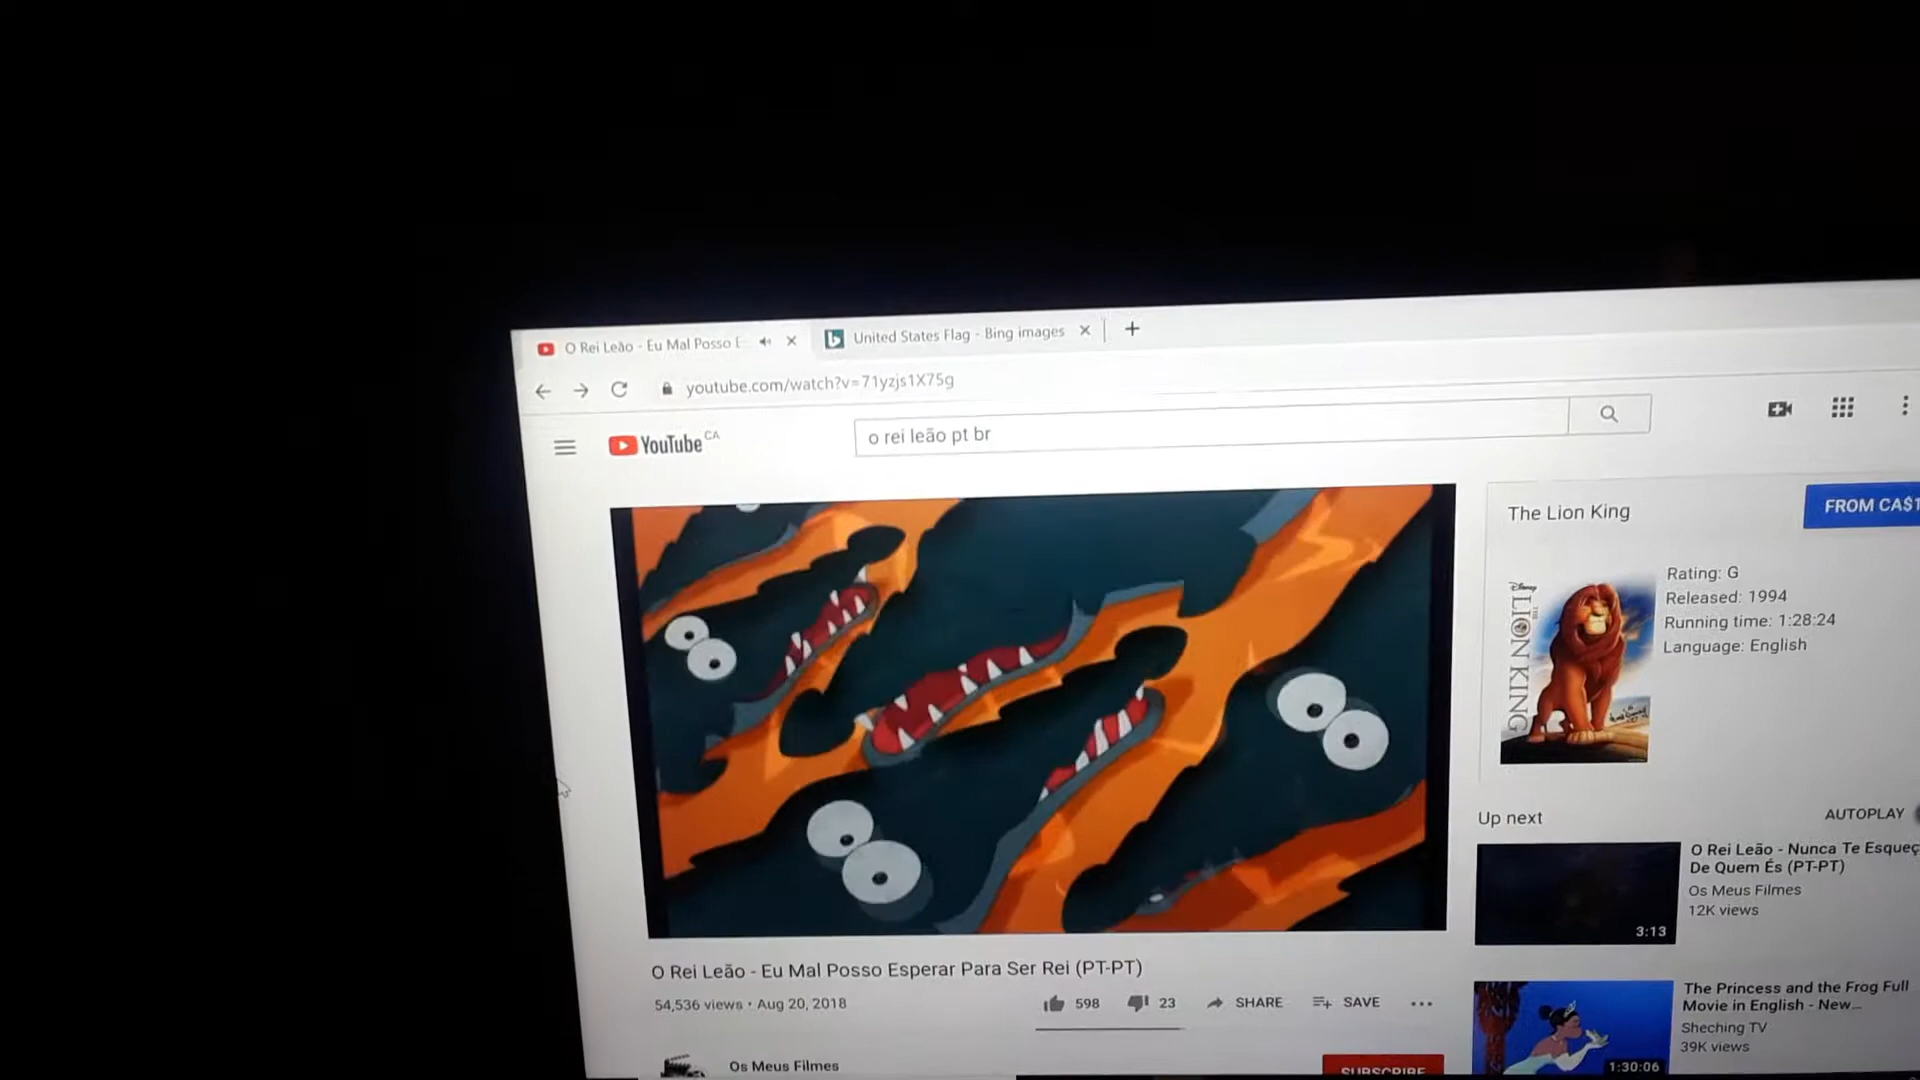 O Rei Leão - Eu Mal Posso E
United States Flag - Bing images
youtube.com/watch?v=71yzjs1X75g
YouTube CA
o rei leão pt br
The Lion King
FROM CA$1
Rating: G
Released: 1994
Running time: 1:28:24
Language: English
Disney
THE LION KING
Up next
AUTOPLAY
O Rei Leão - Nunca Te Esqueç
De Quem És (PT-PT)
Os Meus Filmes
12K views
3:13
O Rei Leão - Eu Mal Posso Esperar Para Ser Rei (PT-PT)
54,536 views • Aug 20, 2018
598
23
SHARE
SAVE
The Princess and the Frog Full
Movie in English - New...
Sheching TV
39K views
1:30:06
Os Meus Filmes
SUBSCRIBE